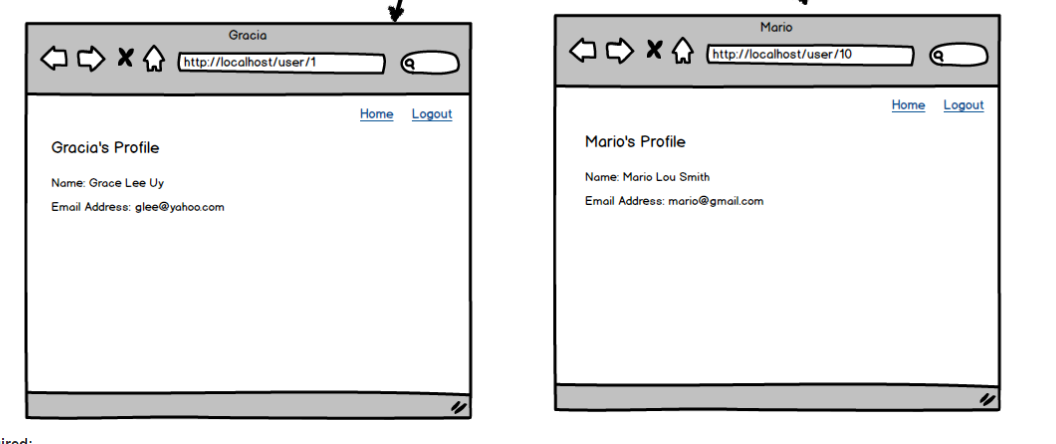 Gracia
http://localhost/user/1
Home Logout
Gracia's Profile
Name: Grace Lee Uy
Email Address: glee@yahoo.com
Mario
http://localhost/user/10
Home Logout
Mario's Profile
Name: Mario Lou Smith
Email Address: mario@gmail.com